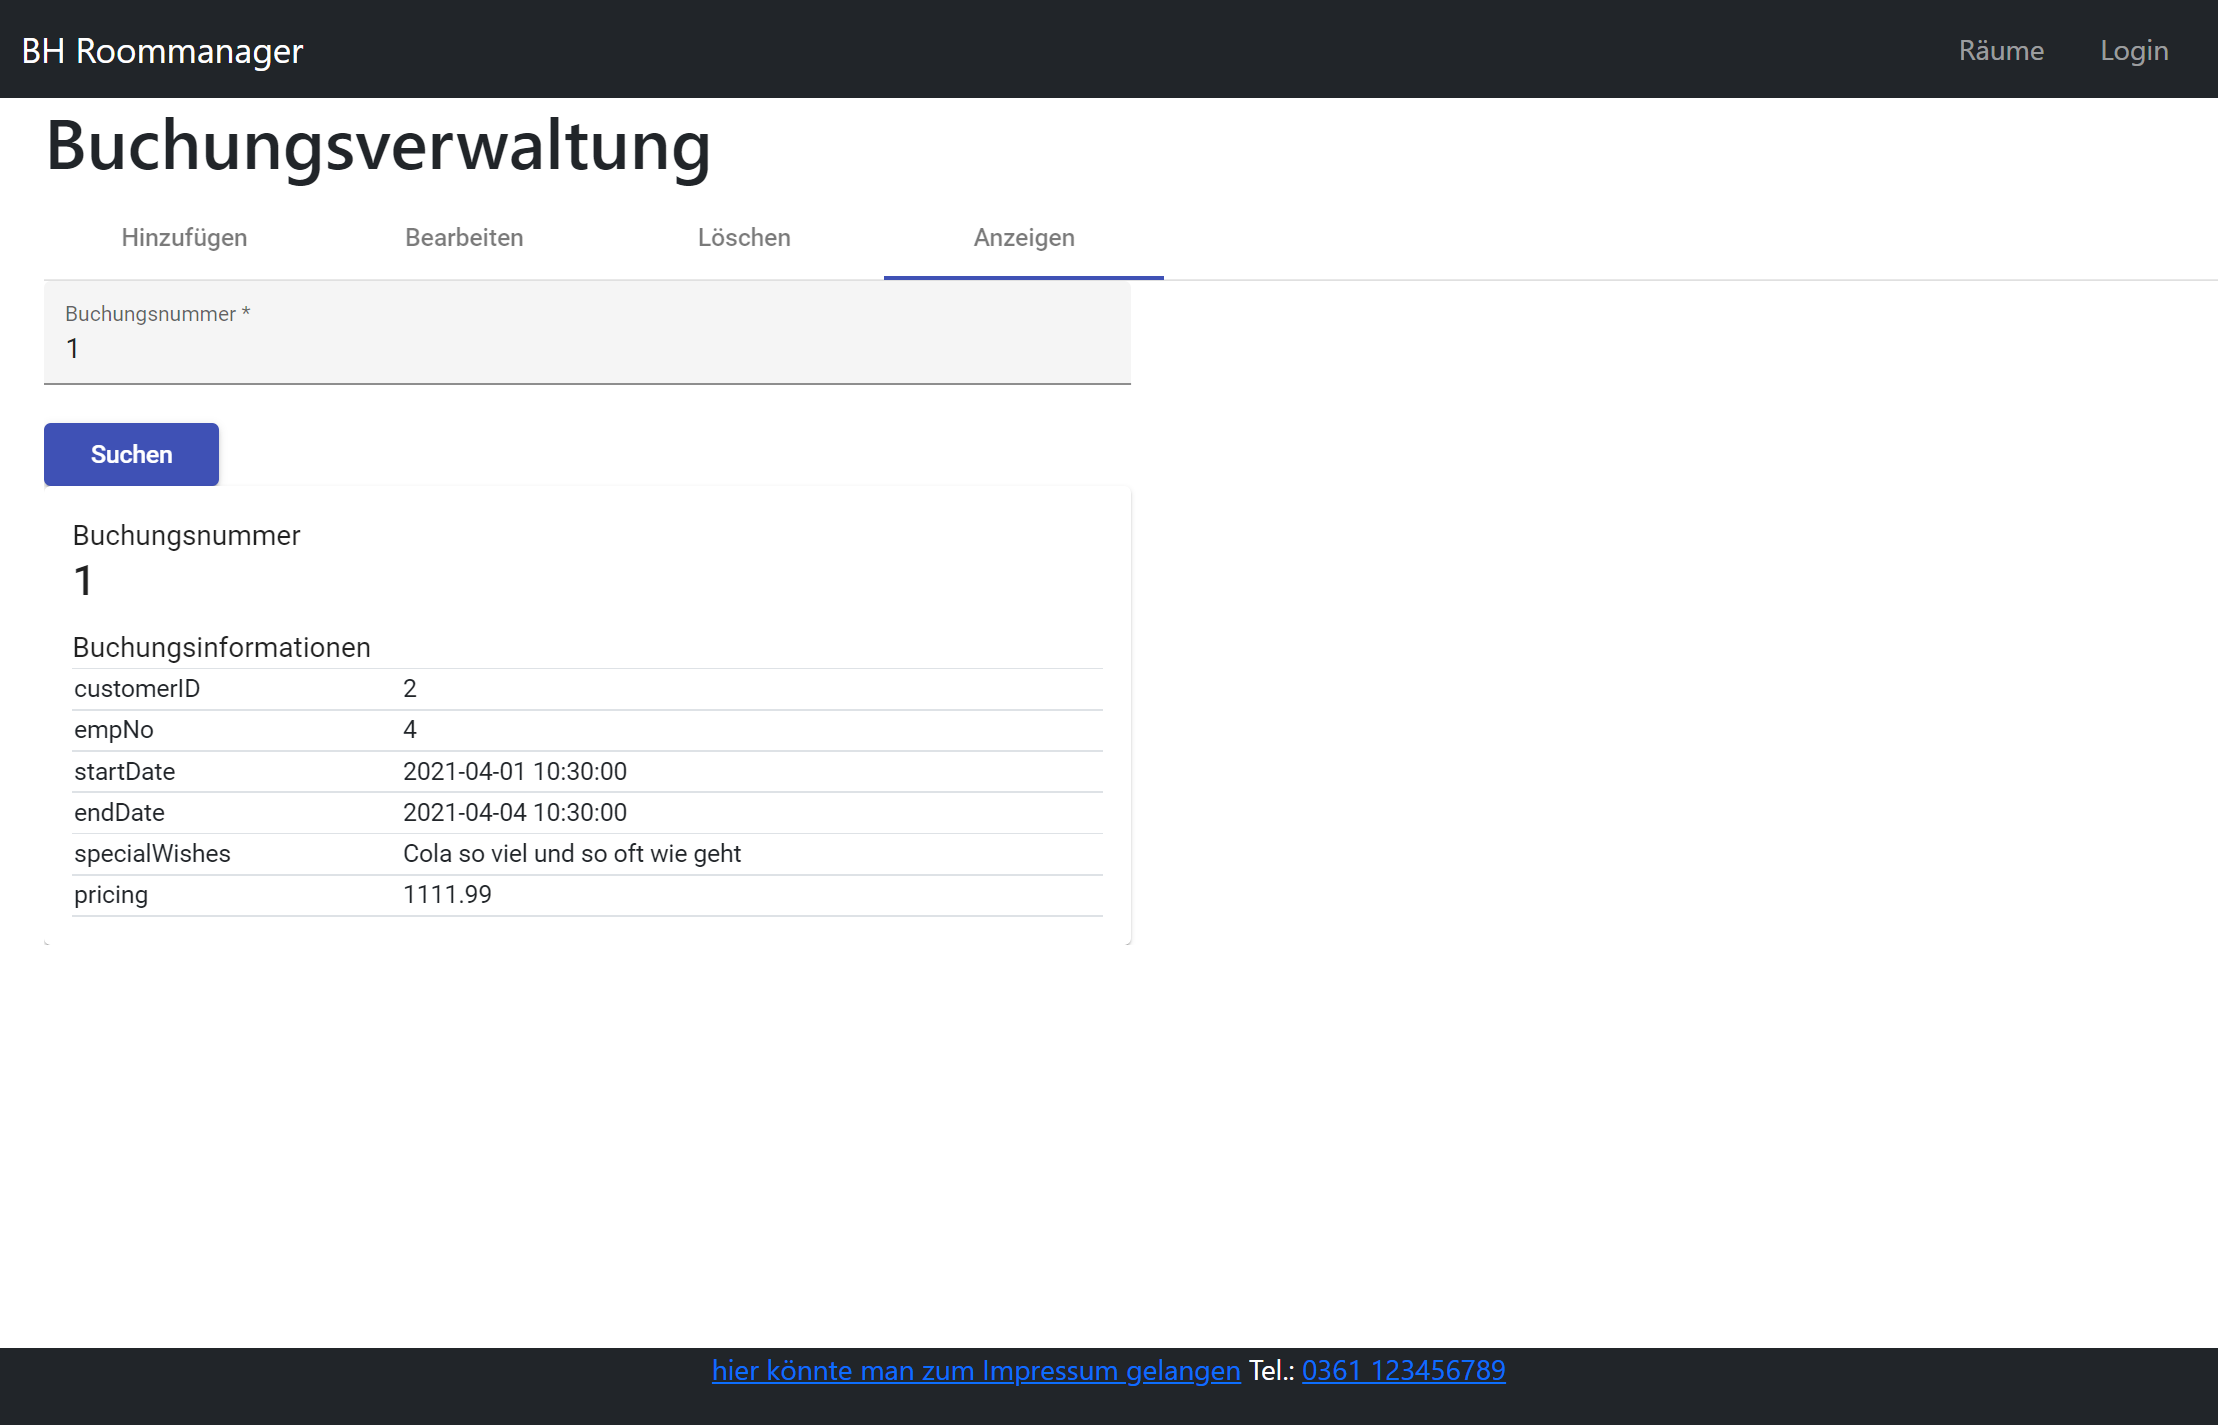 BH Roommanager Räume Login
Buchungsverwaltung
Hinzufügen Bearbeiten Löschen Anzeigen
Buchungsnummer *
1
Suchen
Buchungsnummer
1
Buchungsinformationen
customerID 2
empNo 4
startDate 2021-04-01 10:30:00
endDate 2021-04-04 10:30:00
specialWishes Cola so viel und so oft wie geht
pricing 1111.99
hier könnte man zum Impressum gelangen Tel.: 0361 123456789